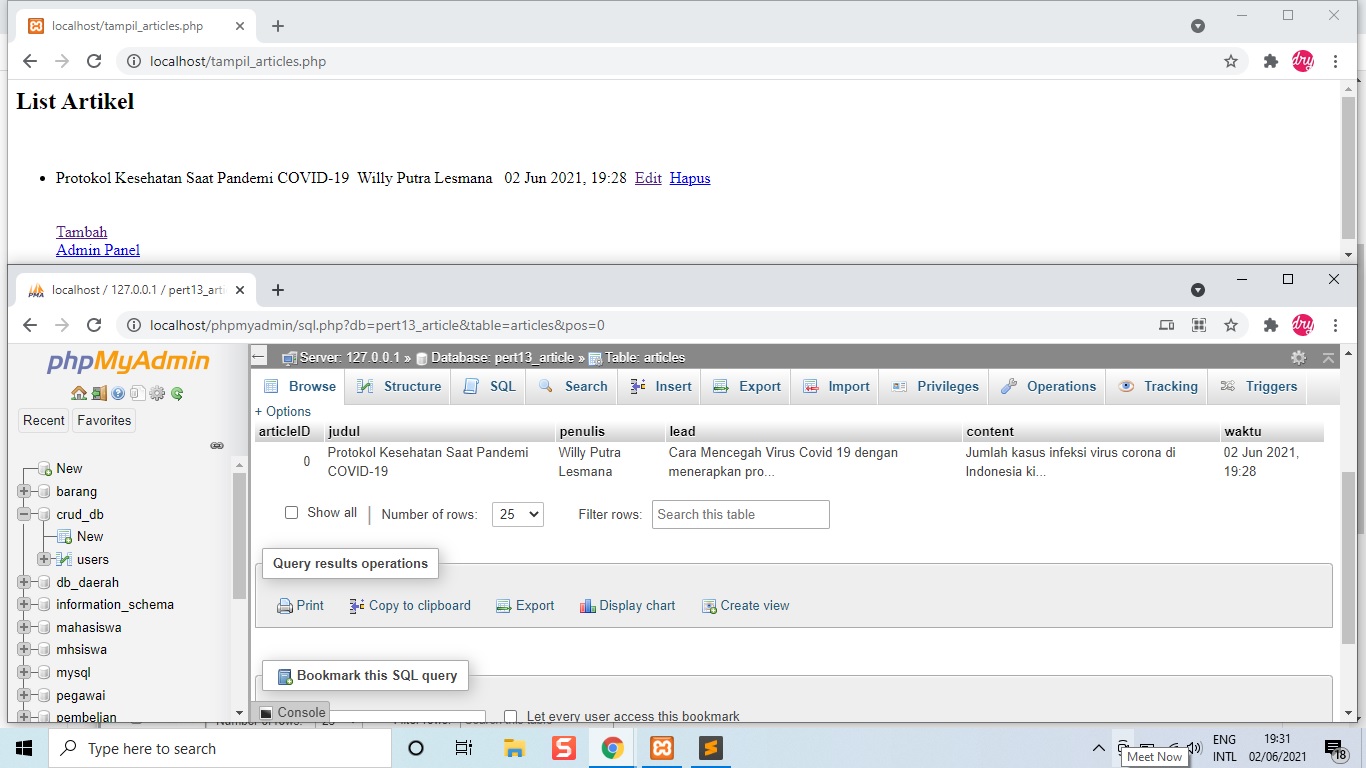 localhost/tampil_articles.php
localhost/tampil_articles.php
dry
List Artikel
Protokol Kesehatan Saat Pandemi COVID-19 Willy Putra Lesmana 02 Jun 2021, 19:28 Edit Hapus
Tambah
Admin Panel
PMA localhost / 127.0.0.1 / pert13_arti
localhost/phpmyadmin/sql.php?db=pert13_article&table=articles&pos=0
dry
phpMyAdmin
Recent Favorites
New
barang
crud_db
New
users
db_daerah
information_schema
mahasiswa
mhsiswa
mysql
pegawai
pembelian
Server: 127.0.0.1 » Database: pert13_article » Table: articles
Browse Structure SQL Search Insert Export Import Privileges Operations Tracking Triggers
+ Options
articleID judul penulis lead content waktu
0 Protokol Kesehatan Saat Pandemi Willy Putra Cara Mencegah Virus Covid 19 dengan Jumlah kasus infeksi virus corona di 02 Jun 2021,
COVID-19 Lesmana menerapkan pro... Indonesia ki... 19:28
Show all Number of rows: 25 Filter rows: Search this table
Query results operations
Print Copy to clipboard Export Display chart Create view
Bookmark this SQL query
Console Let every user access this bookmark
Type here to search
ENG 19:31
INTL 02/06/2021 18
Meet Now